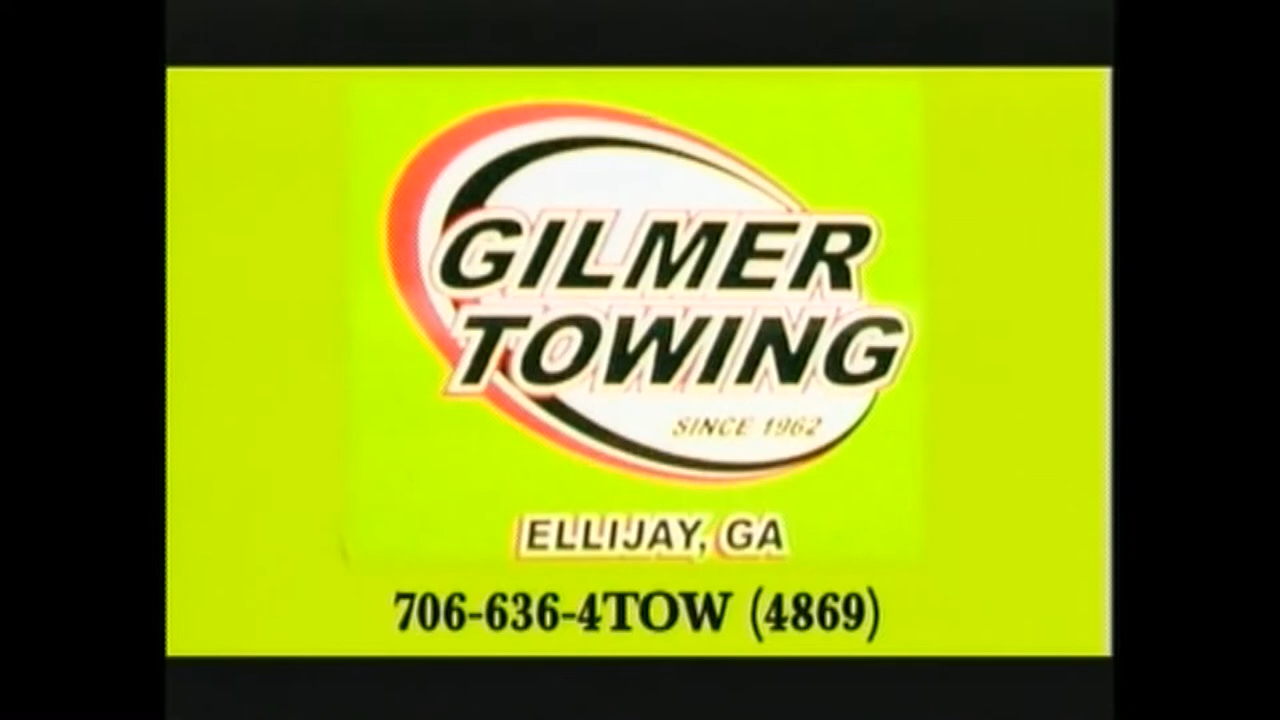 GILMER
TOWING
SINCE 1962
ELLIJAY, GA
706-636-4TOW (4869)